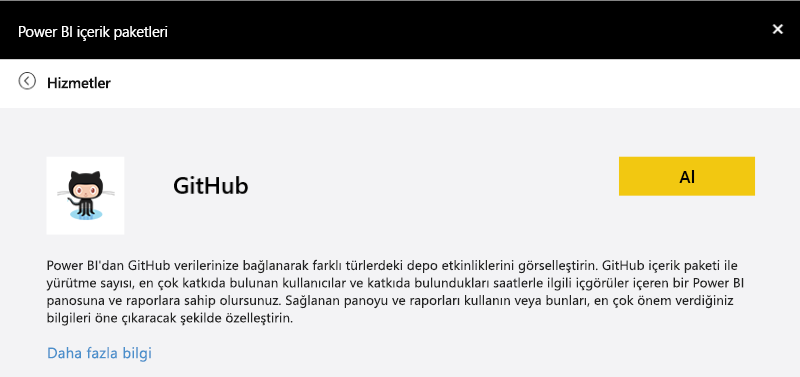 Power BI içerik paketleri
Hizmetler
GitHub
Al
Power BI'dan GitHub verilerinize bağlanarak farklı türlerdeki depo etkinliklerini görselleştirin. GitHub içerik paketi ile
yürütme sayısı, en çok katkıda bulunan kullanıcılar ve katkıda bulundukları saatlerle ilgili içgörüler içeren bir Power BI
panosuna ve raporlara sahip olursunuz. Sağlanan panoyu ve raporları kullanın veya bunları, en çok önem verdiğiniz
bilgileri öne çıkaracak şekilde özelleştirin.
Daha fazla bilgi